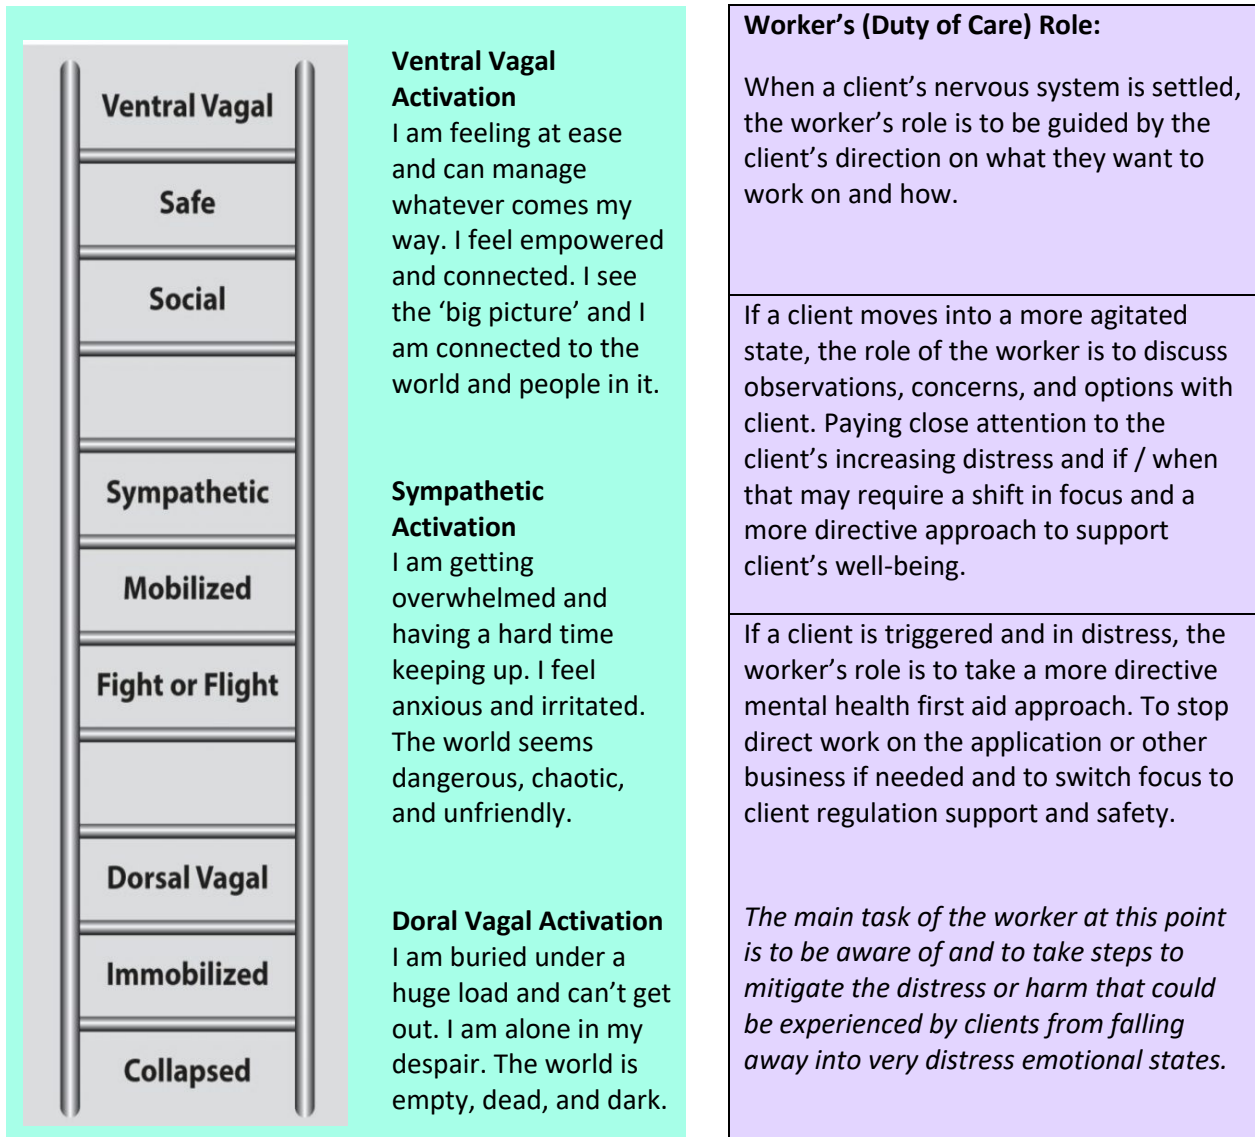 Ventral Vagal
Safe
Social
Sympathetic
Mobilized
Fight or Flight
Dorsal Vagal
Immobilized
Collapsed
Ventral Vagal
Activation
I am feeling at ease
and can manage
whatever comes my
way. I feel empowered
and connected. I see
the ‘big picture’ and I
am connected to the
world and people in it.
Sympathetic
Activation
I am getting
overwhelmed and
having a hard time
keeping up. I feel
anxious and irritated.
The world seems
dangerous, chaotic,
and unfriendly.
Doral Vagal Activation
I am buried under a
huge load and can’t get
out. I am alone in my
despair. The world is
empty, dead, and dark.
Worker’s (Duty of Care) Role:
When a client’s nervous system is settled,
the worker’s role is to be guided by the
client’s direction on what they want to
work on and how.
If a client moves into a more agitated
state, the role of the worker is to discuss
observations, concerns, and options with
client. Paying close attention to the
client’s increasing distress and if / when
that may require a shift in focus and a
more directive approach to support
client’s well-being.
If a client is triggered and in distress, the
worker’s role is to take a more directive
mental health first aid approach. To stop
direct work on the application or other
business if needed and to switch focus to
client regulation support and safety.
The main task of the worker at this point
is to be aware of and to take steps to
mitigate the distress or harm that could
be experienced by clients from falling
away into very distress emotional states.